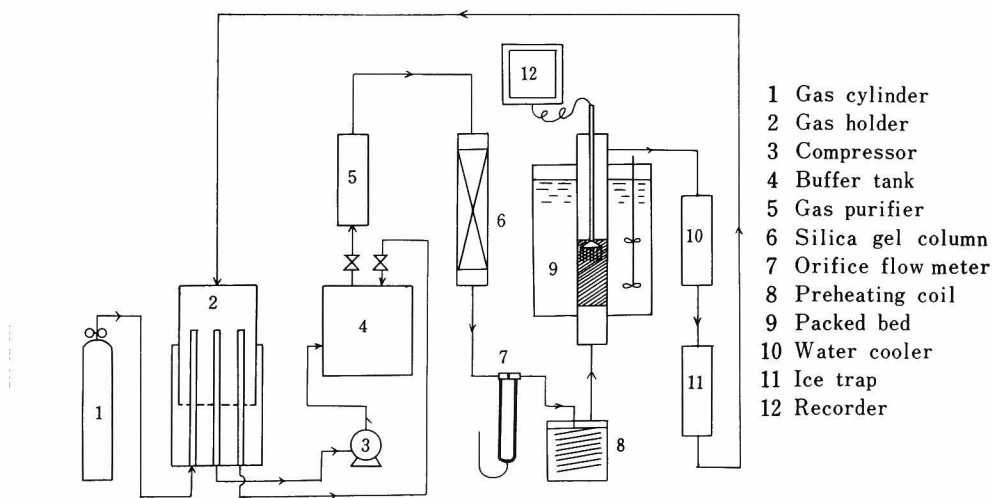 12
5
6
2
4
9
10
7
1
3
8
11
1 Gas cylinder
2 Gas holder
3 Compressor
4 Buffer tank
5 Gas purifier
6 Silica gel column
7 Orifice flow meter
8 Preheating coil
9 Packed bed
10 Water cooler
11 Ice trap
12 Recorder